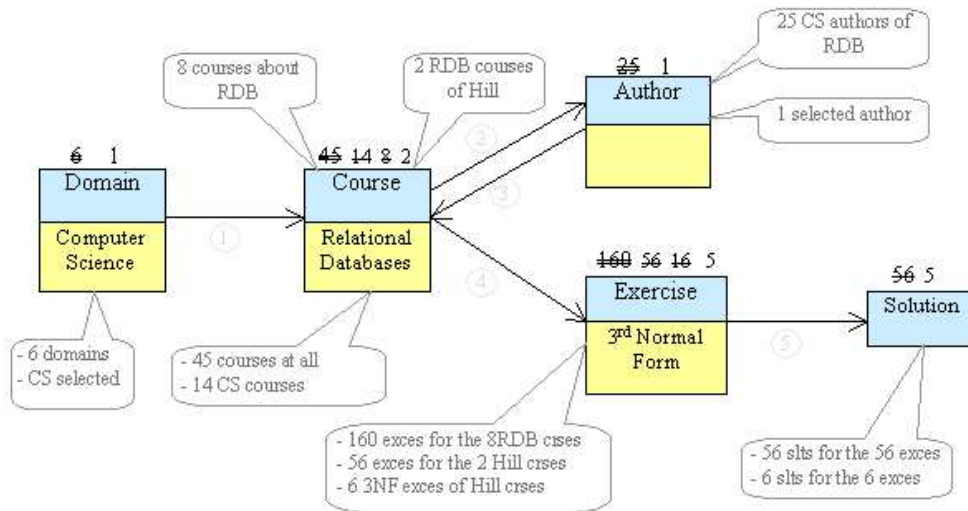 25 CS authors of
RDB
8 courses about
RDB
2 RDB courses
of Hill
25 1
Author
1 selected author
2
6 1
Domain
45 14 8 2
Course
3
1
Computer
Science
Relational
Databases
4
160 56 16 5
Exercise
56 5
Solution
3rd Normal
Form
5
- 6 domains
- CS selected
- 45 courses at all
- 14 CS courses
- 160 exces for the 8RDB crses
- 56 exces for the 2 Hill crses
- 6 3NF exces of Hill crses
- 56 slts for the 56 exces
- 6 slts for the 6 exces